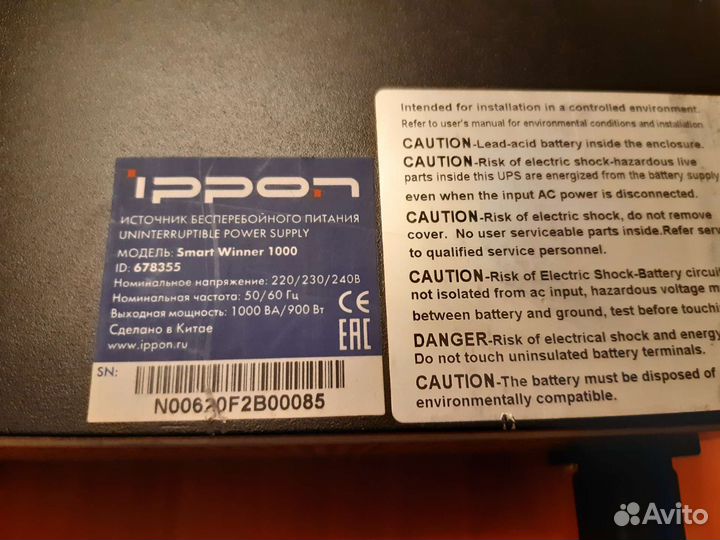 ippon
ИСТОЧНИК БЕСПЕРЕБОЙНОГО ПИТАНИЯ
UNINTERRUPTIBLE POWER SUPPLY
МОДЕЛЬ: Smart Winner 1000
ID: 678355
Номинальное напряжение: 220/230/240В
Номинальная частота: 50/60 Гц
Выходная мощность: 1000 ВА/900 Вт
Сделано в Китае
www.ippon.ru
CE
EAC
SN:
N00620F2B00085
Intended for installation in a controlled environment.
Refer to user's manual for environmental conditions and installation
CAUTION-Lead-acid battery inside the enclosure.
CAUTION-Risk of electric shock-hazardous live
parts inside this UPS are energized from the battery supply
even when the input AC power is disconnected.
CAUTION-Risk of electric shock, do not remove
cover. No user serviceable parts inside.Refer
to qualified service personnel.
CAUTION-Risk of Electric Shock-Battery
not isolated from ac input, hazardous voltage
between battery and ground, test before
DANGER-Risk of electrical shock and energy
Do not touch uninsulated battery terminals.
CAUTION-The battery must be disposed of
environmentally compatible.
Avito